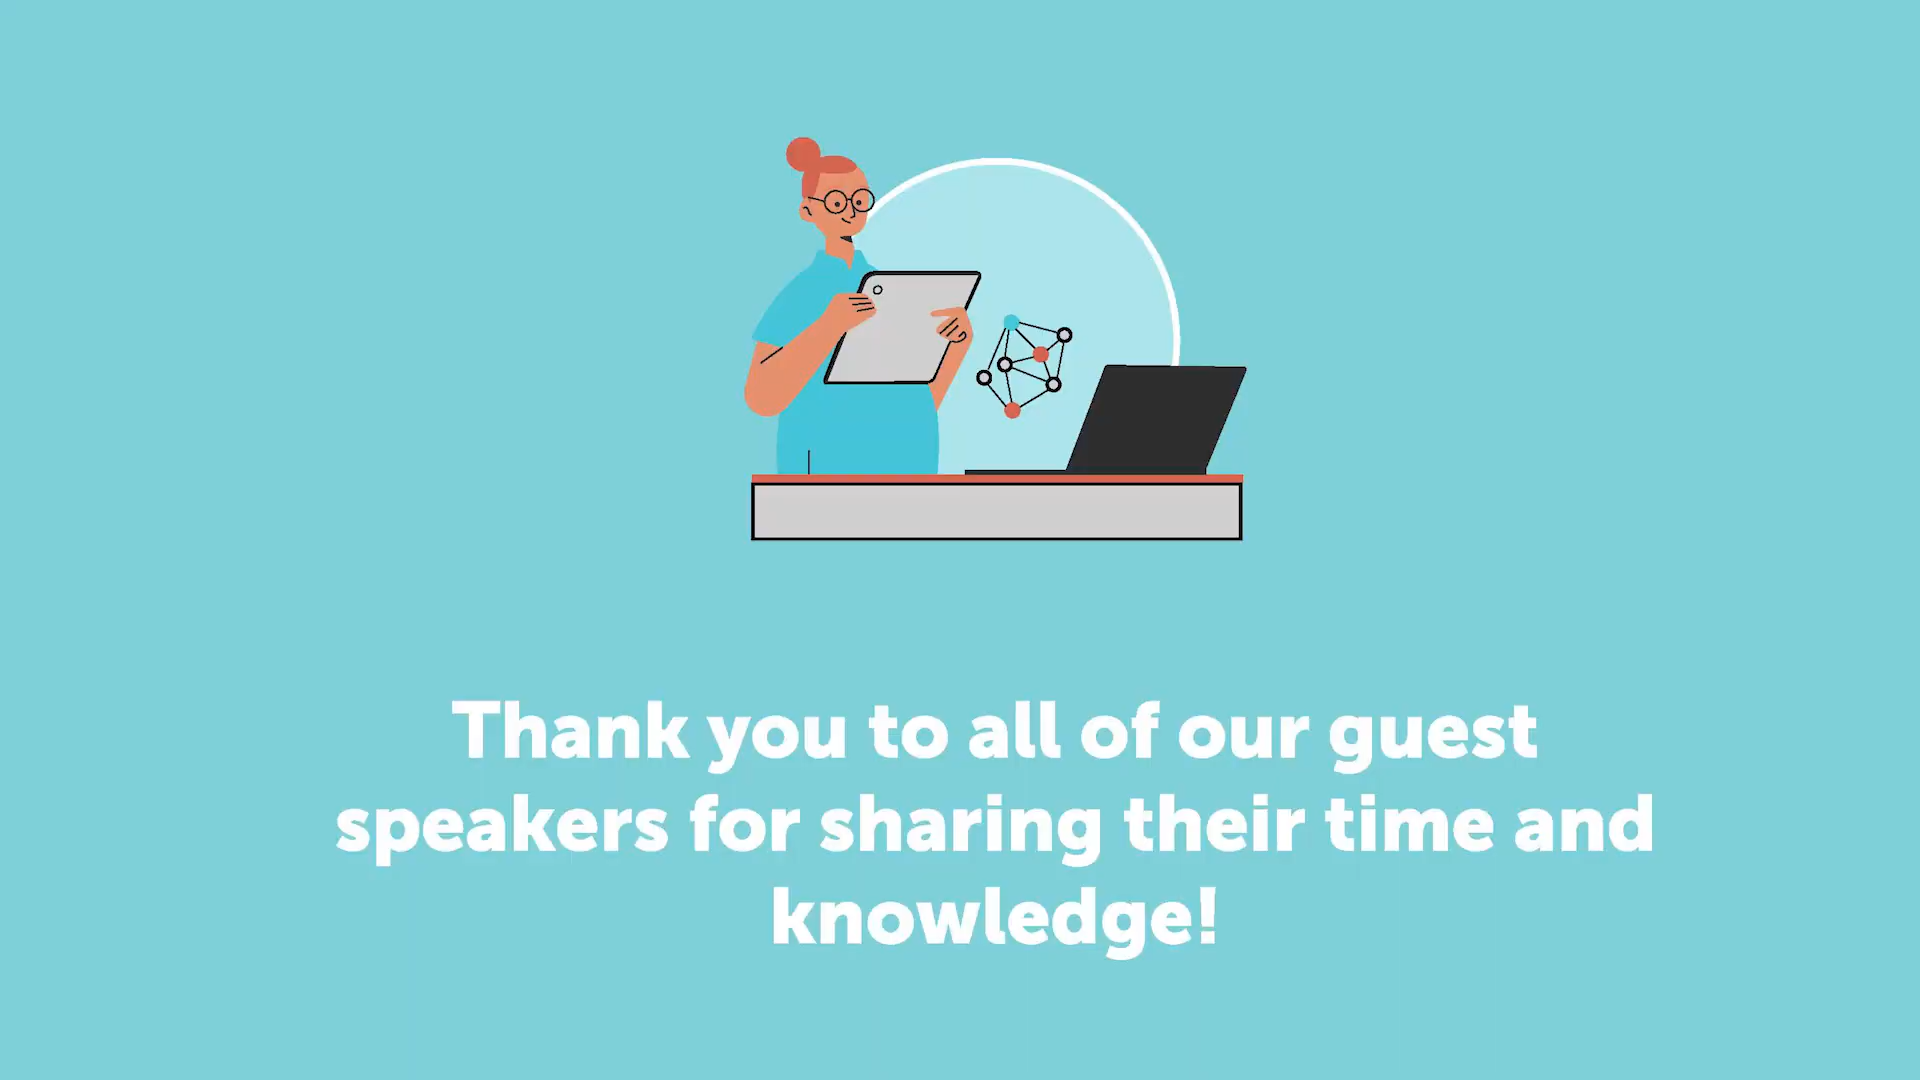 Thank you to all of our guest
speakers for sharing their time and
knowledge!